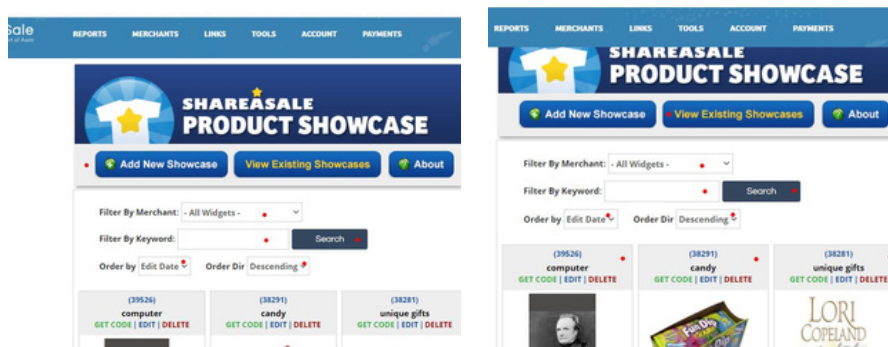 Sale
REPORTS MERCHANTS LINKS TOOLS ACCOUNT PAYMENTS
SHAREASALE
PRODUCT SHOWCASE
Add New Showcase View Existing Showcases About
Filter By Merchant: - All Widgets -
Filter By Keyword: Search
Order by Edit Date Order Dir Descending
(39526) (38291) (38281)
computer candy unique gifts
GET CODE | EDIT | DELETE GET CODE | EDIT | DELETE GET CODE | EDIT | DELETE
REPORTS MERCHANTS LINKS TOOLS ACCOUNT PAYMENTS
SHAREASALE
PRODUCT SHOWCASE
Add New Showcase View Existing Showcases About
Filter By Merchant: - All Widgets -
Filter By Keyword: Search
Order by Edit Date Order Dir Descending
(39526) (38291) (38281)
computer candy unique gifts
GET CODE | EDIT | DELETE GET CODE | EDIT | DELETE GET CODE | EDIT | DELETE
Fun Dip
Dip
LORI
COPELAND